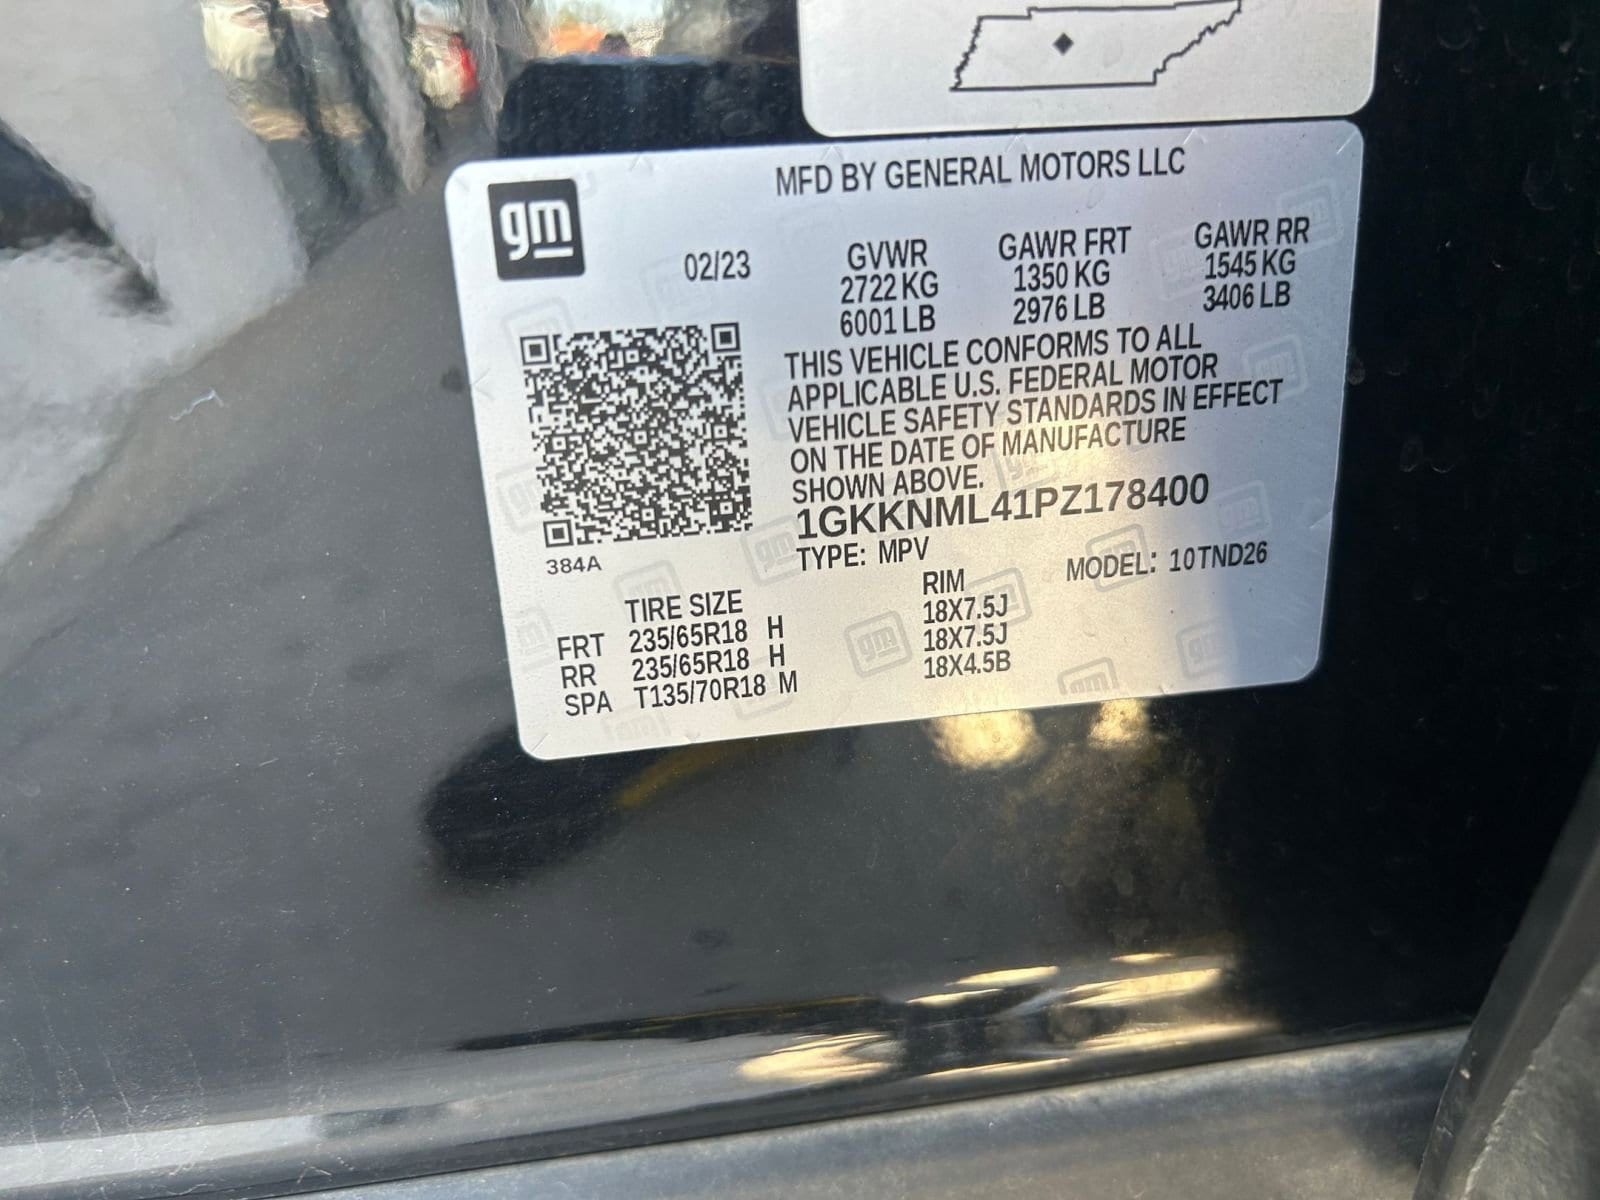 gm
MFD BY GENERAL MOTORS LLC
02/23
GVWR
2722 KG
6001 LB
GAWR FRT
1350 KG
2976 LB
GAWR RR
1545 KG
3406 LB
THIS VEHICLE CONFORMS TO ALL
APPLICABLE U.S. FEDERAL MOTOR
VEHICLE SAFETY STANDARDS IN EFFECT
ON THE DATE OF MANUFACTURE
SHOWN ABOVE.
1GKKNML41PZ178400
TYPE: MPV MODEL: 10TND26
384A
TIRE SIZE RIM
FRT 235/65R18 H 18X7.5J
RR 235/65R18 H 18X7.5J
SPA T135/70R18 M 18X4.5B